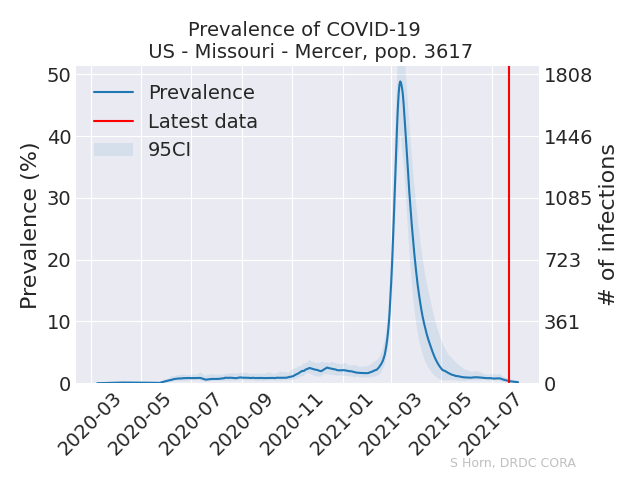 Prevalence of COVID-19
US - Missouri - Mercer, pop. 3617
Prevalence
Latest data
95CI
Prevalence (%)
50
40
30
20
10
0
1808
1446
1085
723
361
0
# of infections
2020-03
2020-05
2020-07
2020-09
2020-11
2021-01
2021-03
2021-05
2021-07
S Horn, DRDC CORA